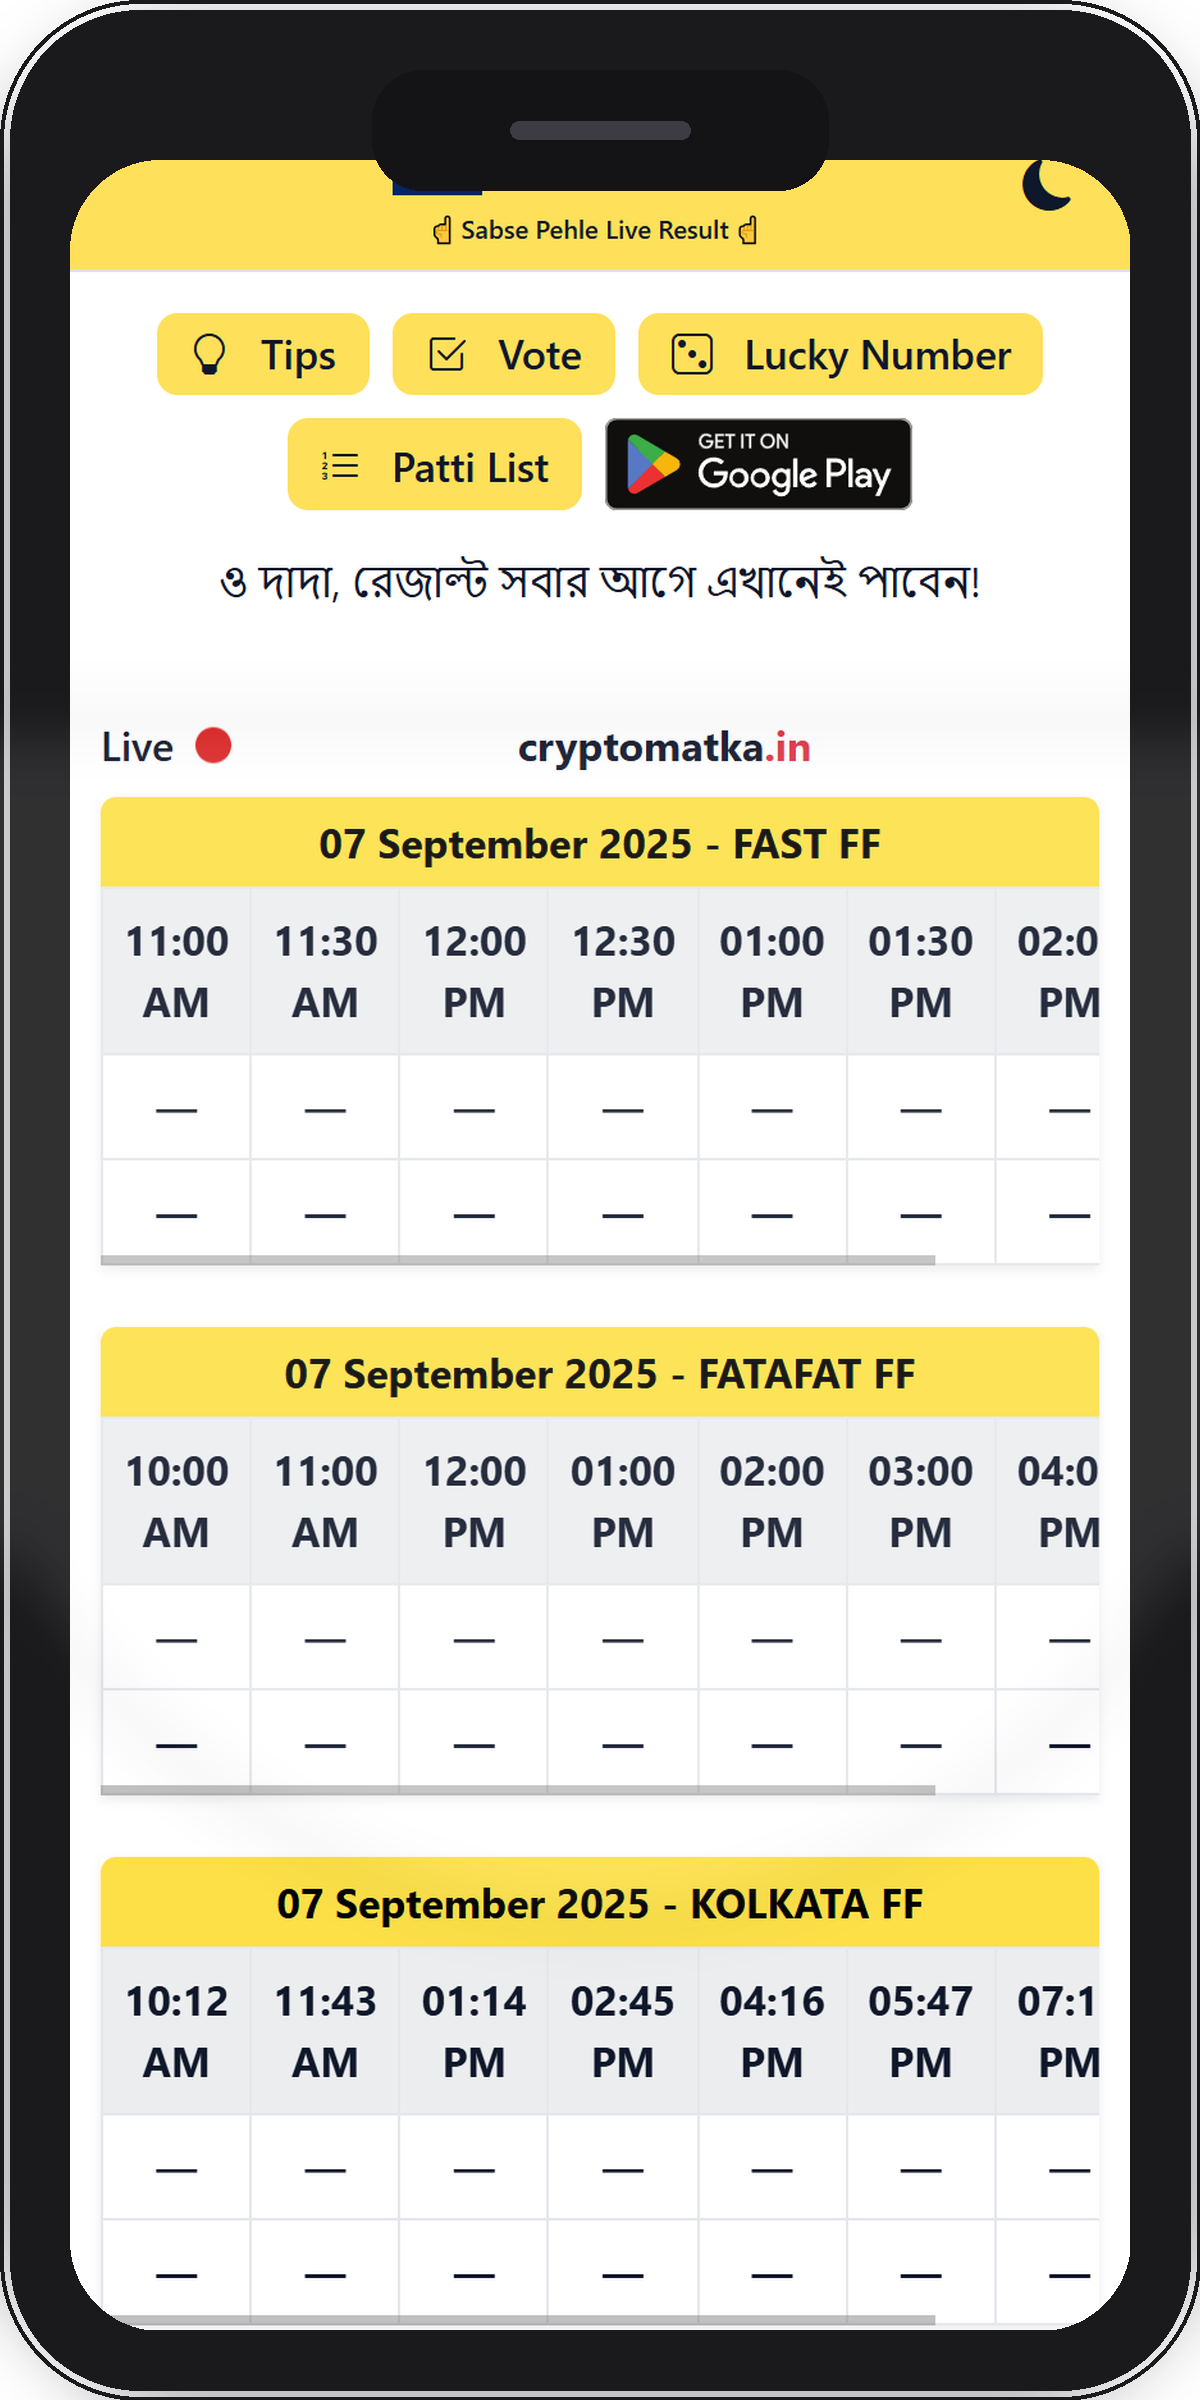 ☝ Sabse Pehle Live Result ☝
Tips
Vote
Lucky Number
Patti List
GET IT ON
Google Play
ও দাদা, রেজাল্ট সবার আগে এখানেই পাবেন!
Live
cryptomatka.in
07 September 2025 - FAST FF
11:00 AM 11:30 AM 12:00 PM 12:30 PM 01:00 PM 01:30 PM 02:0 PM
— — — — — — —
— — — — — — —
07 September 2025 - FATAFAT FF
10:00 AM 11:00 AM 12:00 PM 01:00 PM 02:00 PM 03:00 PM 04:0 PM
— — — — — — —
— — — — — — —
07 September 2025 - KOLKATA FF
10:12 AM 11:43 AM 01:14 PM 02:45 PM 04:16 PM 05:47 PM 07:1 PM
— — — — — — —
— — — — — — —